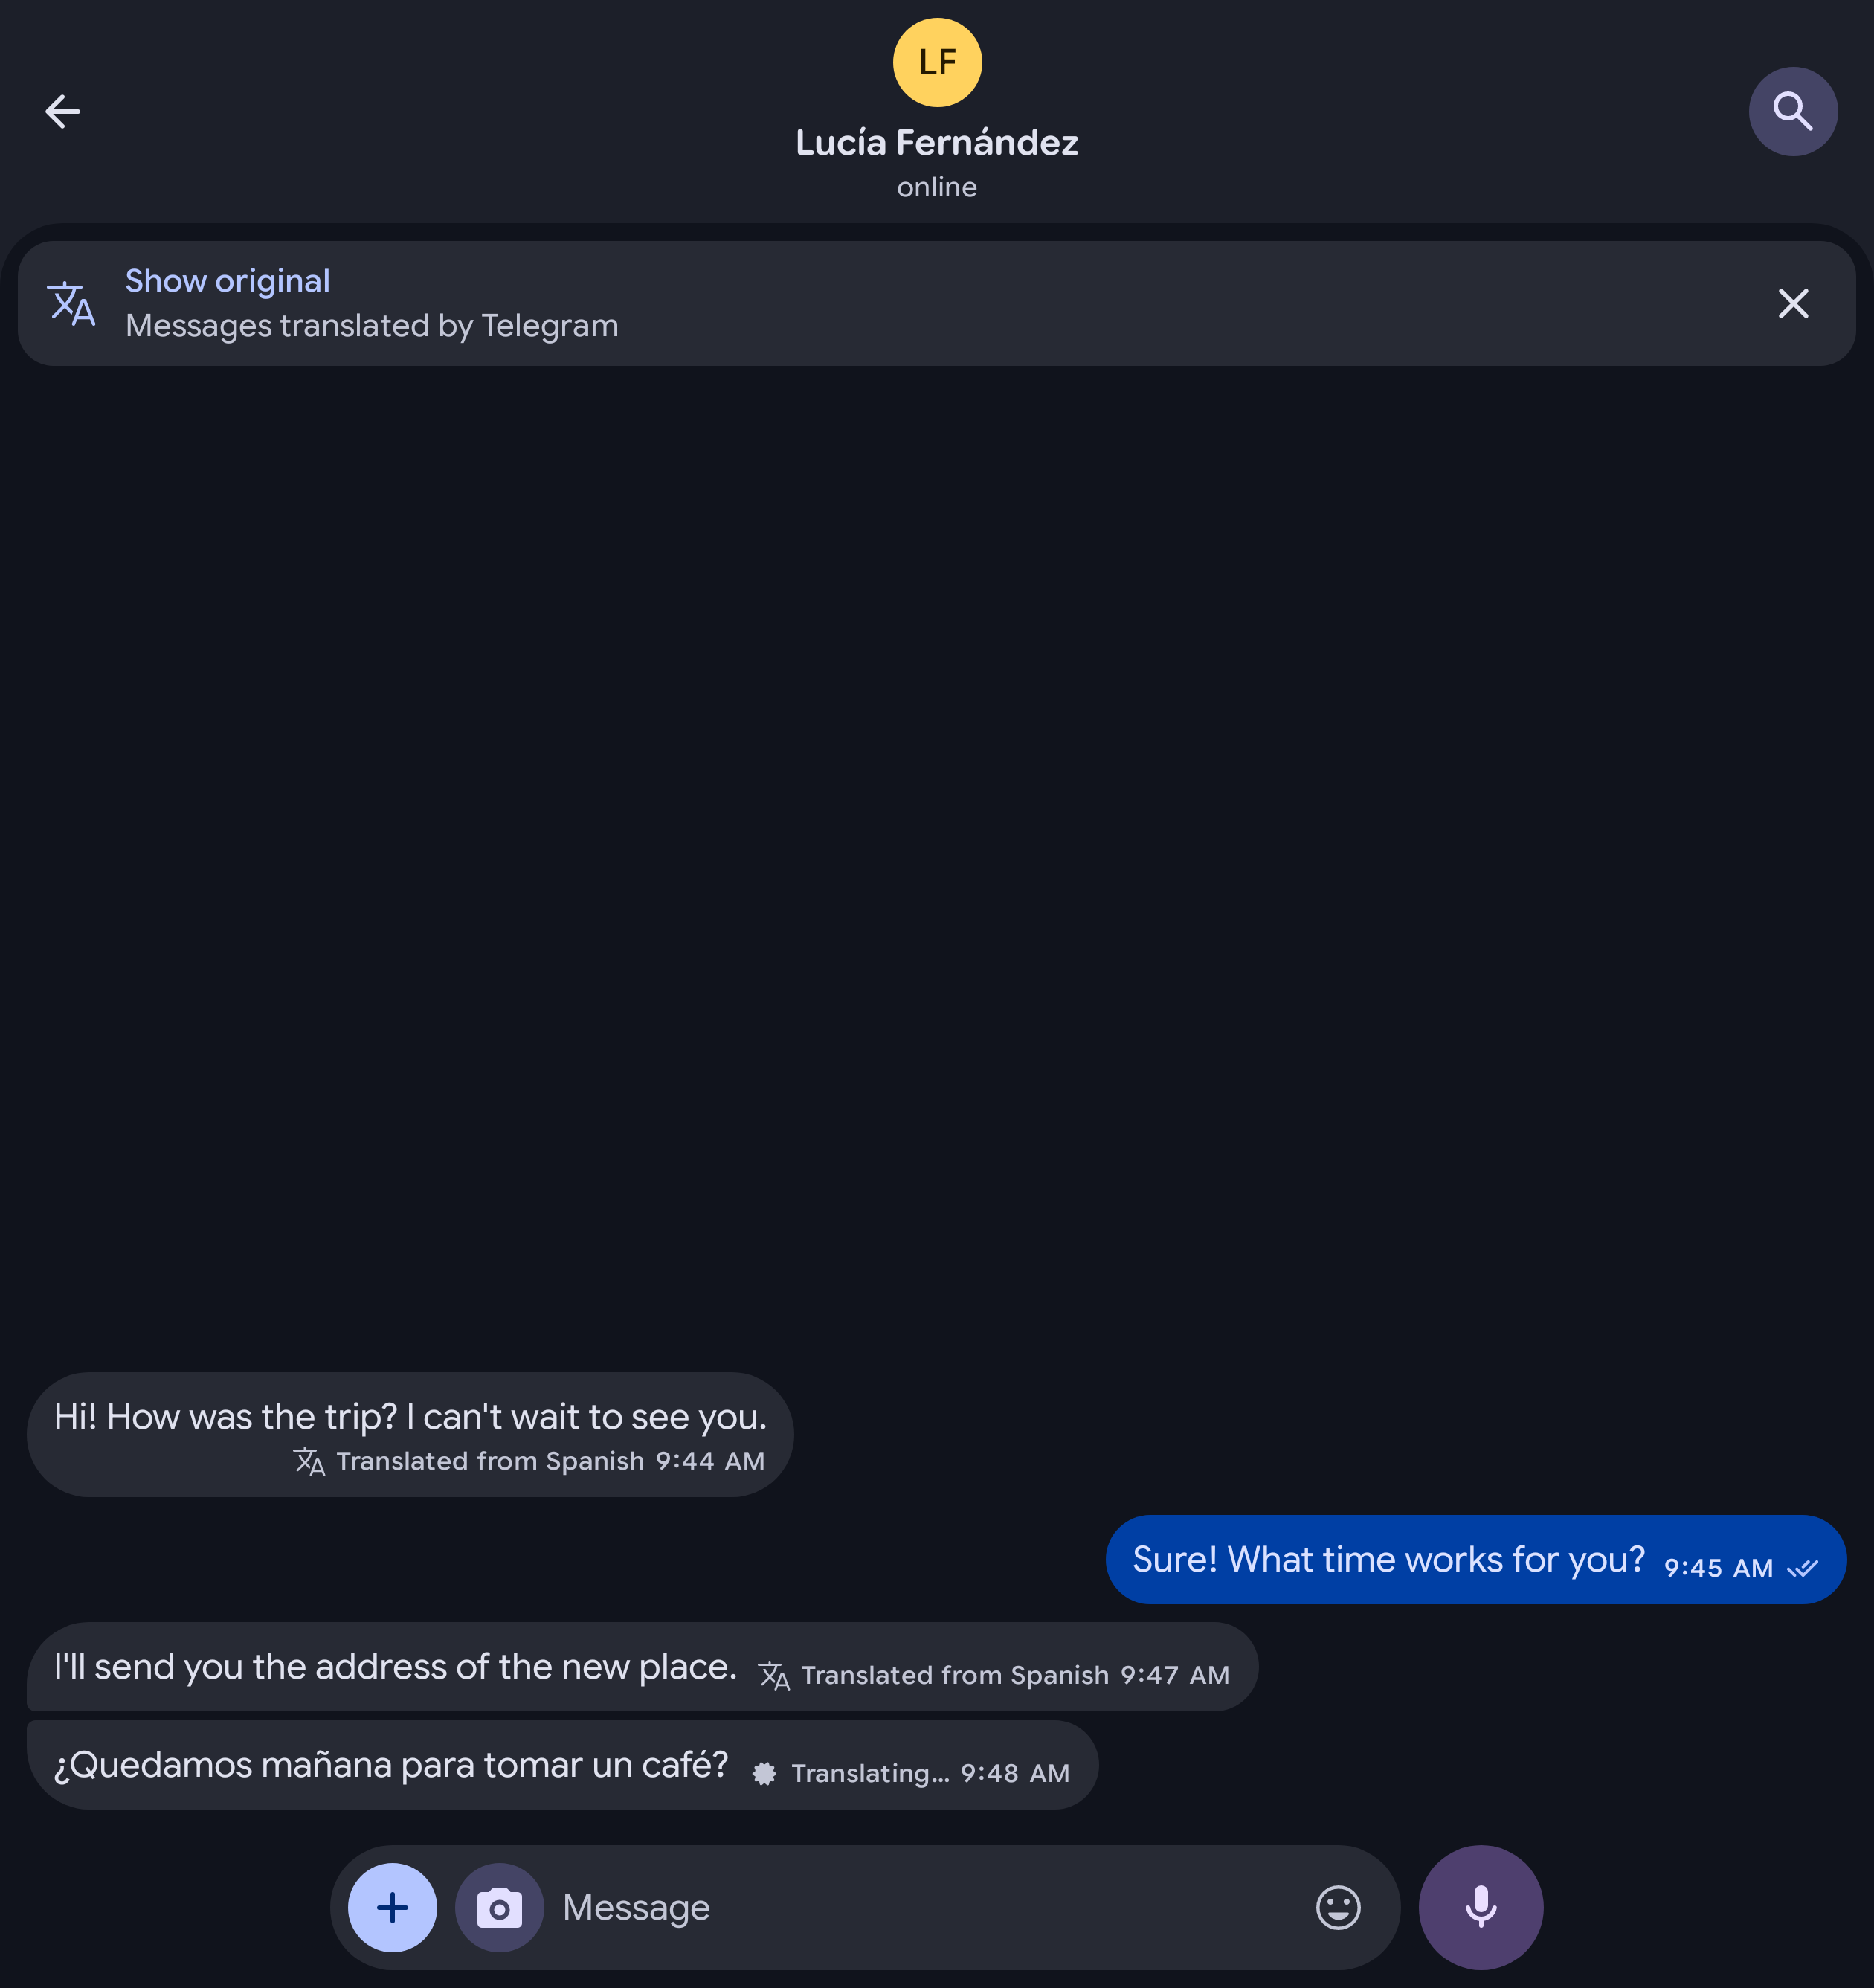 LF
Lucía Fernández
online
Show original
Messages translated by Telegram
Hi! How was the trip? I can't wait to see you.
Translated from Spanish 9:44 AM
Sure! What time works for you? 9:45 AM
I'll send you the address of the new place. Translated from Spanish 9:47 AM
¿Quedamos mañana para tomar un café? Translating... 9:48 AM
Message